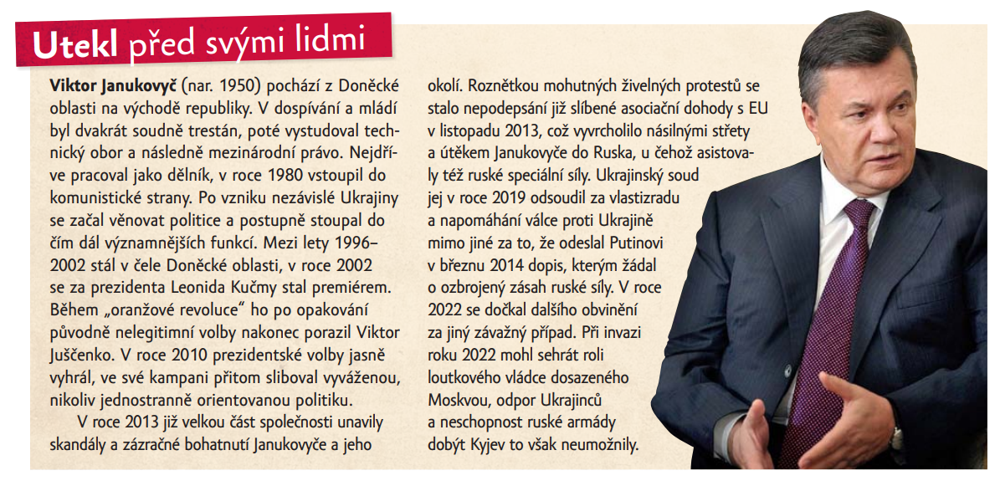 Utekl před svými lidmi
Viktor Janukovyč (nar. 1950) pochází z Doněcké
oblasti na východě republiky. V dospívání a mládí
byl dvakrát soudně trestán, poté vystudoval tech-
nický obor a následně mezinárodní právo. Nejdří-
ve pracoval jako dělník, v roce 1980 vstoupil do
komunistické strany. Po vzniku nezávislé Ukrajiny
se začal věnovat politice a postupně stoupal do
čím dál významnějších funkcí. Mezi lety 1996–
2002 stál v čele Doněcké oblasti, v roce 2002
se za prezidenta Leonida Kučmy stal premiérem.
Během „oranžové revoluce“ ho po opakování
původně nelegitimní volby nakonec porazil Viktor
Juščenko. V roce 2010 prezidentské volby jasně
vyhrál, ve své kampani přitom sliboval vyváženou,
nikoliv jednostranně orientovanou politiku.
V roce 2013 již velkou část společnosti unavily
skandály a zázračné bohatnutí Janukovyče a jeho
okolí. Roznětkou mohutných živelných protestů se
stalo nepodepsání již slíbené asociační dohody s EU
v listopadu 2013, což vyvrcholilo násilnými střety
a útěkem Janukovyče do Ruska, u čehož asistova-
ly též ruské speciální síly. Ukrajinský soud
jej v roce 2019 odsoudil za vlastizradu
a napomáhání válce proti Ukrajině
mimo jiné za to, že odeslal Putinovi
v březnu 2014 dopis, kterým žádal
o ozbrojený zásah ruské síly. V roce
2022 se dočkal dalšího obvinění
za jiný závažný případ. Při invazi
roku 2022 mohl sehrát roli
loutkového vládce dosazeného
Moskvou, odpor Ukrajinců
a neschopnost ruské armády
dobýt Kyjev to však neumožnily.